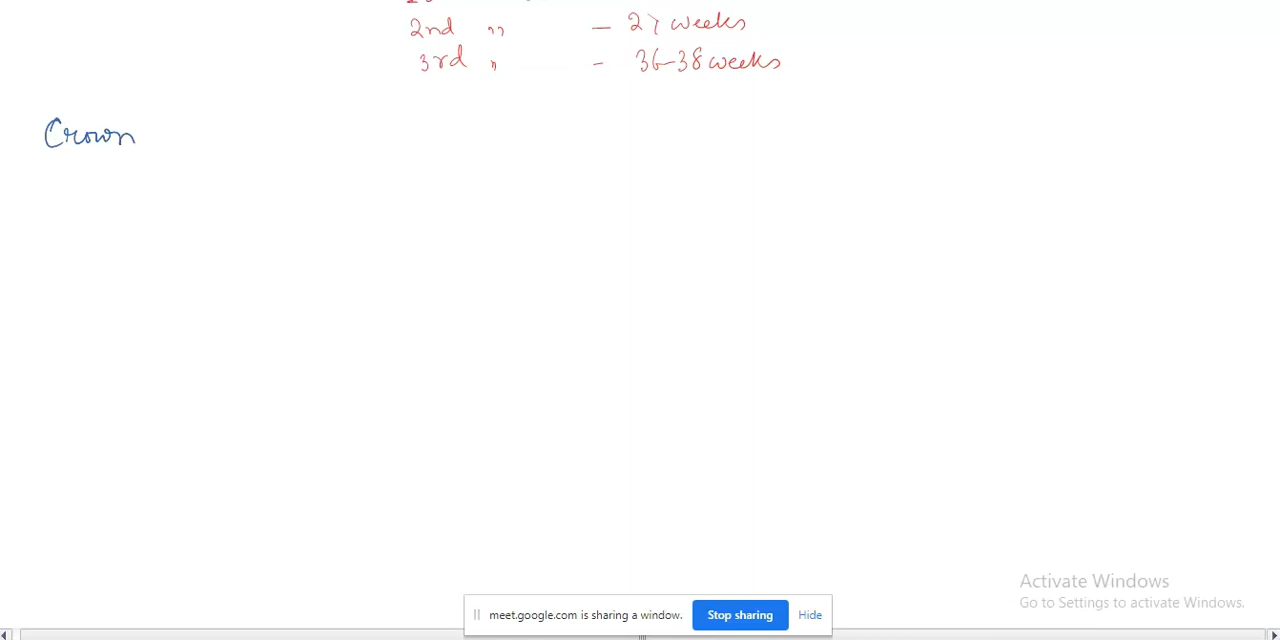 2nd " — 27 weeks
3rd " - 36-38 weeks
Crown
Activate Windows
Go to Settings to activate Windows.
meet.google.com is sharing a window. Stop sharing Hide